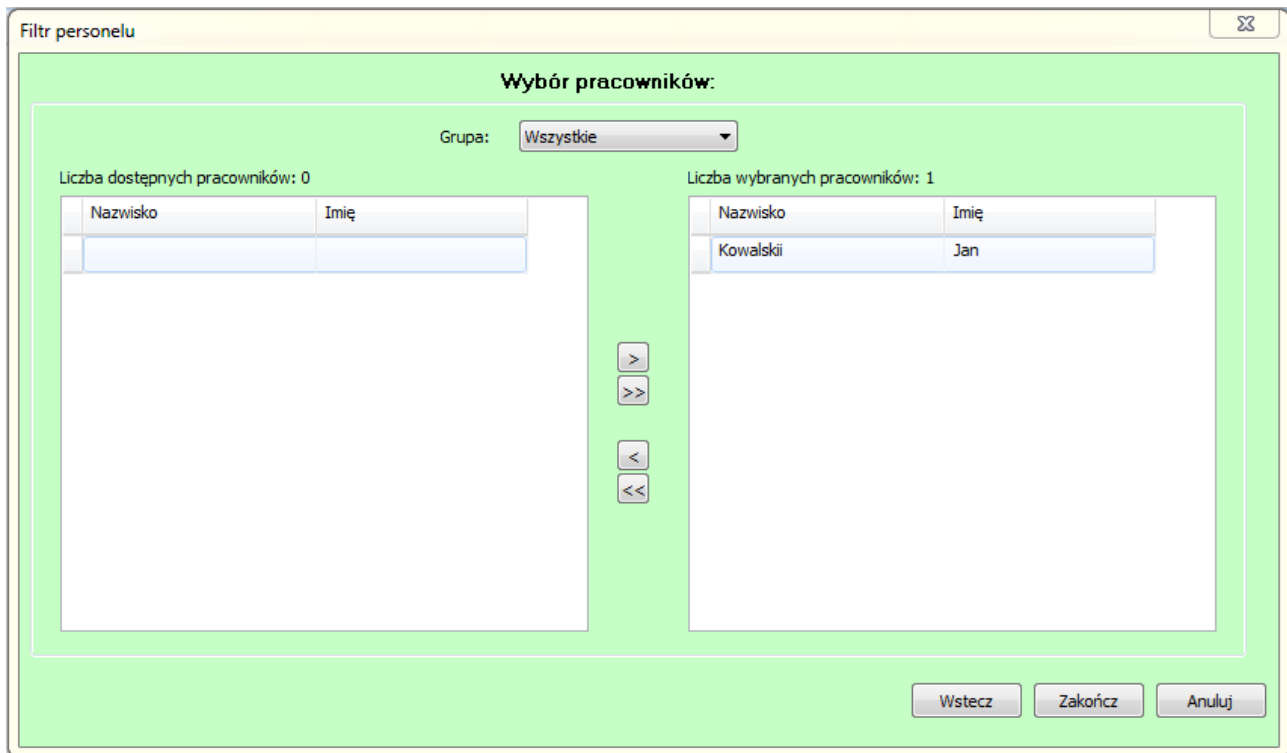 Filtr personelu
Wybór pracowników:
Grupa: Wszystkie
Liczba dostępnych pracowników: 0
Nazwisko Imię
Liczba wybranych pracowników: 1
Nazwisko Imię
Kowalskii Jan
>
>>
<
<<
Wstecz Zakończ Anuluj